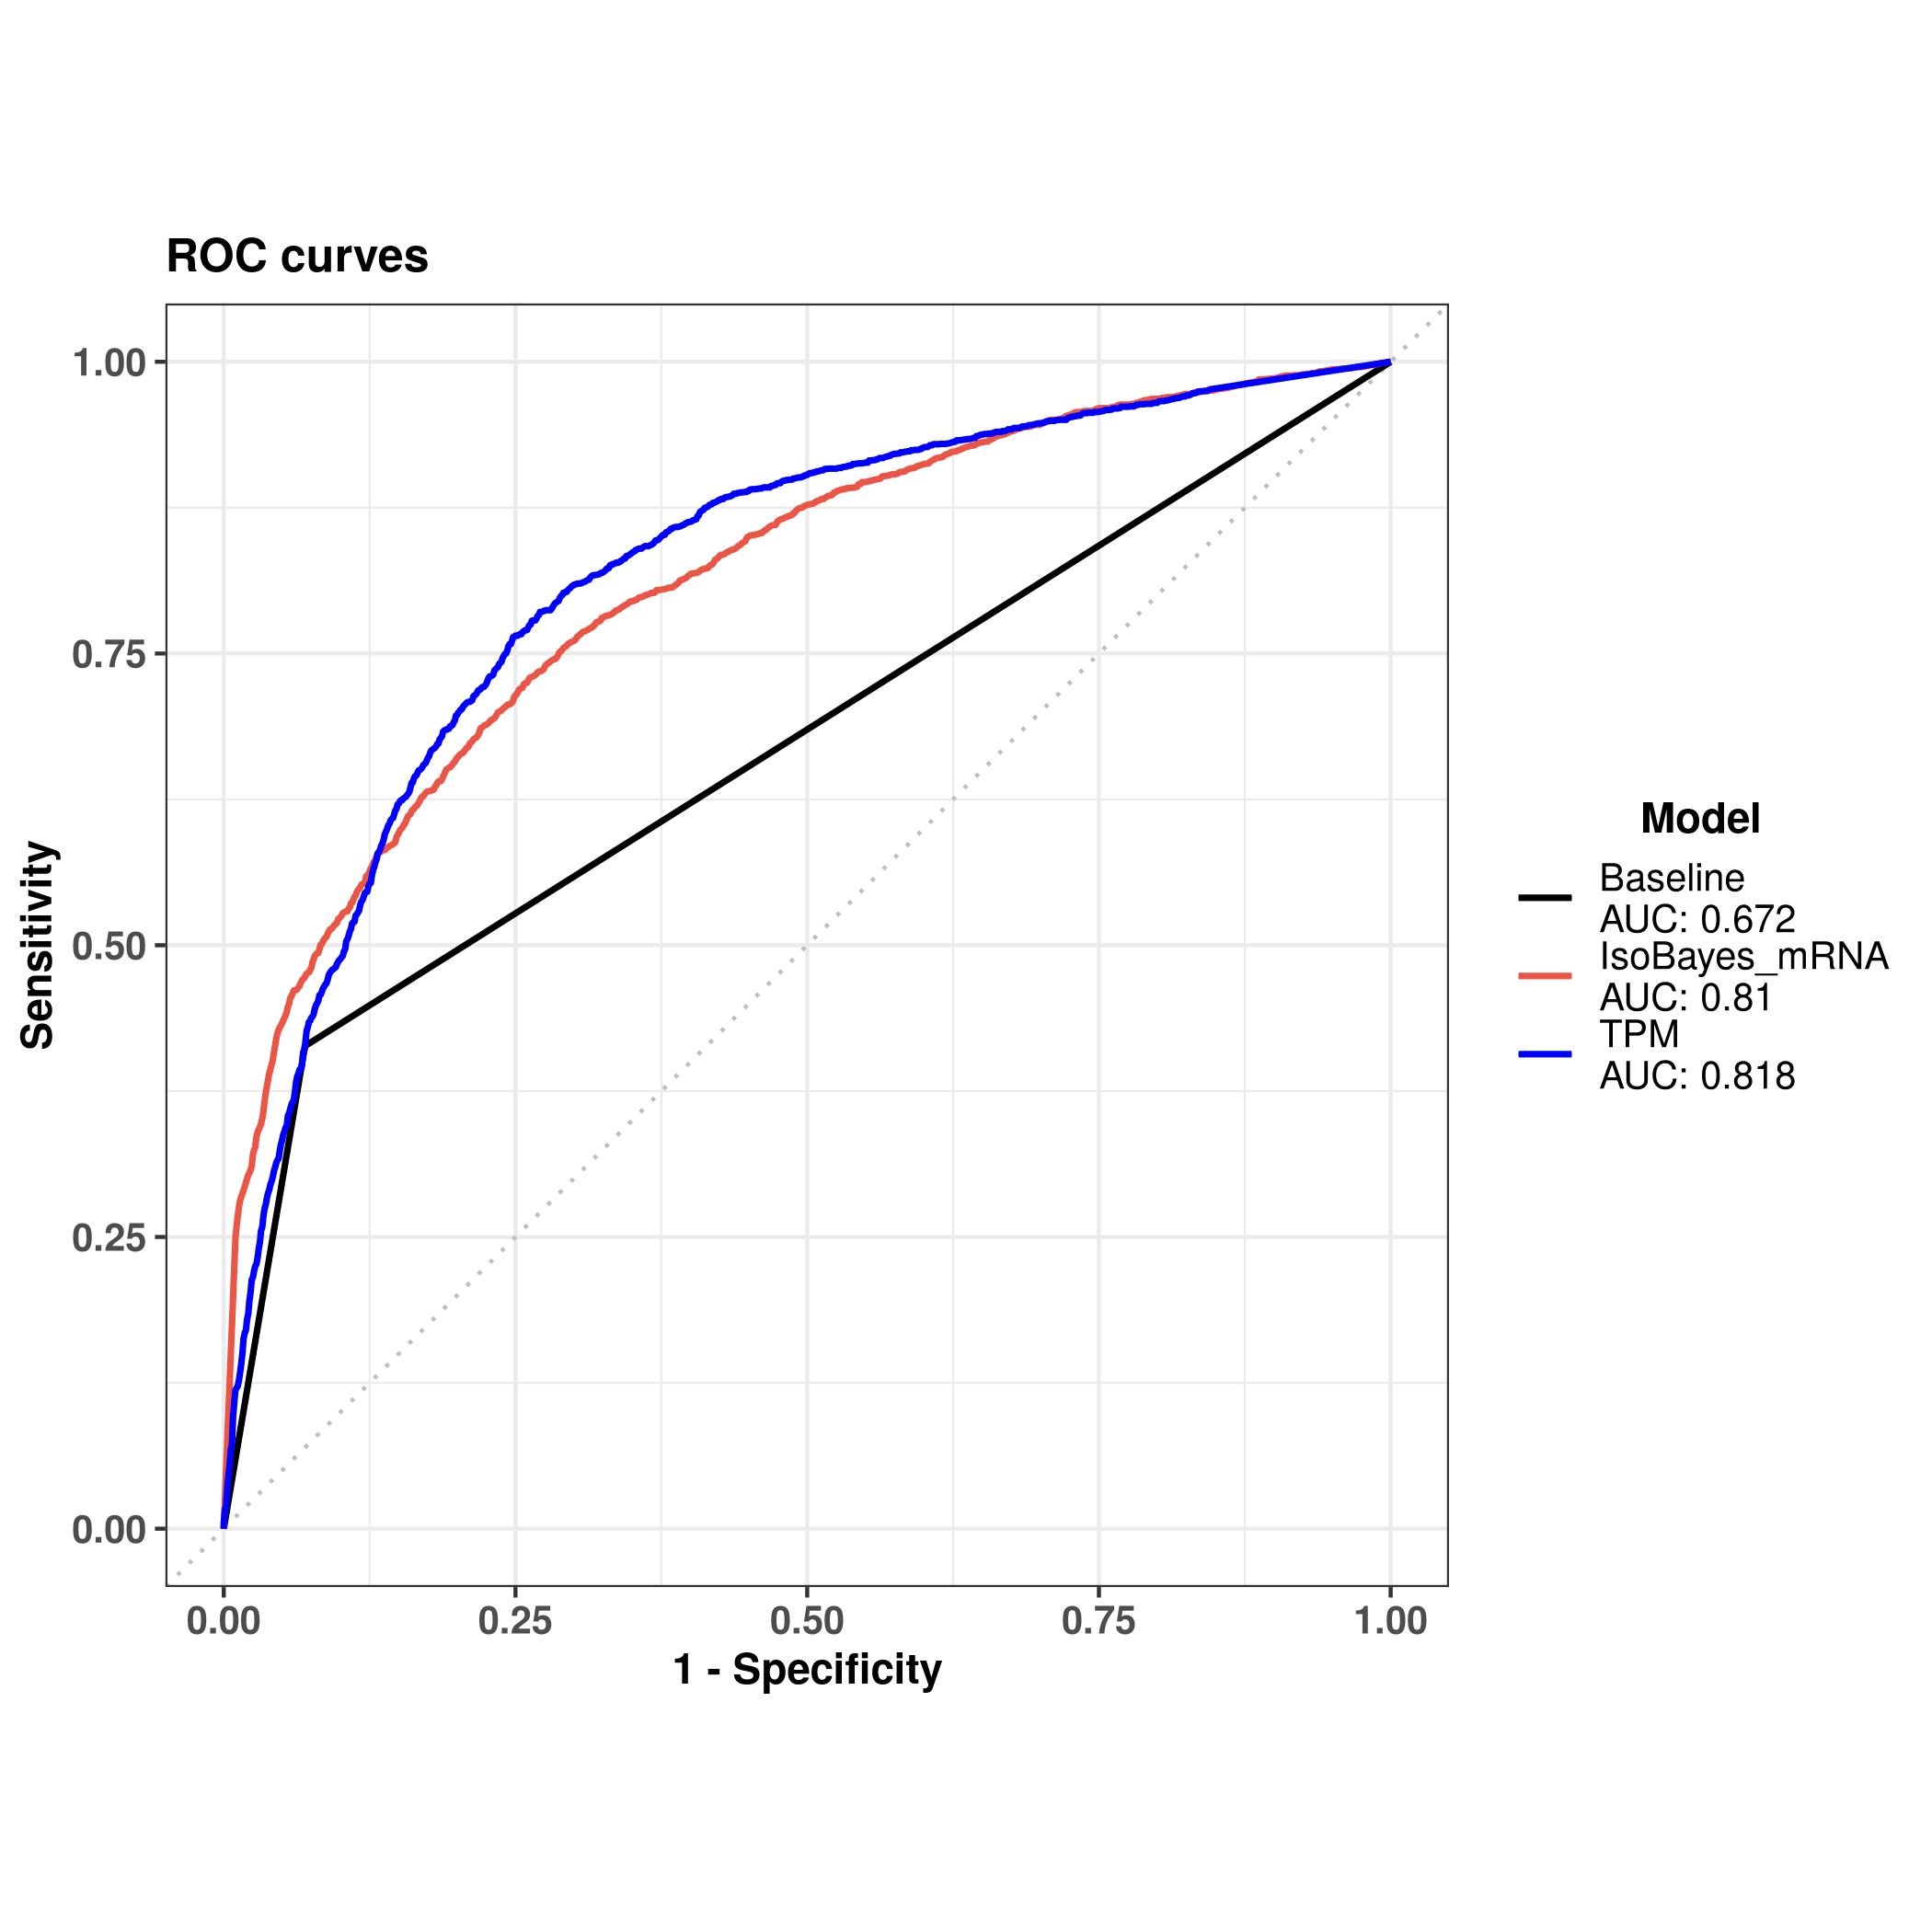 ROC curves
1.00
0.75
0.50
0.25
0.00
Sensitivity
0.00 0.25 0.50 0.75 1.00
1 - Specificity
Model
Baseline
AUC: 0.672
IsoBayes_mRNA
AUC: 0.81
TPM
AUC: 0.818